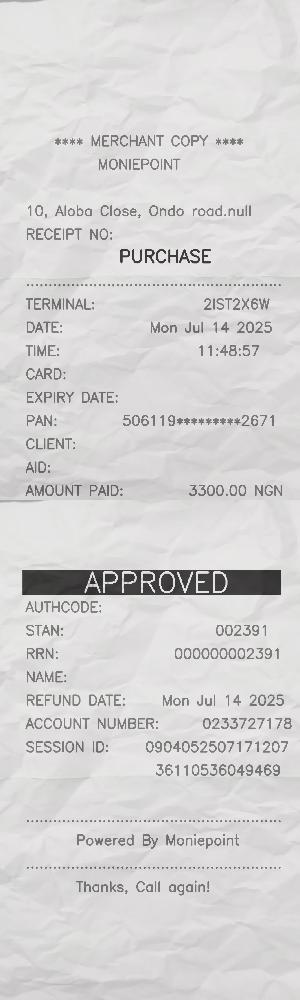 **** MERCHANT COPY ****
MONIEPOINT
10, Aloba Close, Ondo road.null
RECEIPT NO:
PURCHASE
TERMINAL: 2IST2X6W
DATE: Mon Jul 14 2025
TIME: 11:48:57
CARD:
EXPIRY DATE:
PAN: 506119*********2671
CLIENT:
AID:
AMOUNT PAID: 3300.00 NGN
APPROVED
AUTHCODE:
STAN: 002391
RRN: 000000002391
NAME:
REFUND DATE: Mon Jul 14 2025
ACCOUNT NUMBER: 0233727178
SESSION ID: 0904052507171207
36110536049469
Powered By Moniepoint
Thanks, Call again!